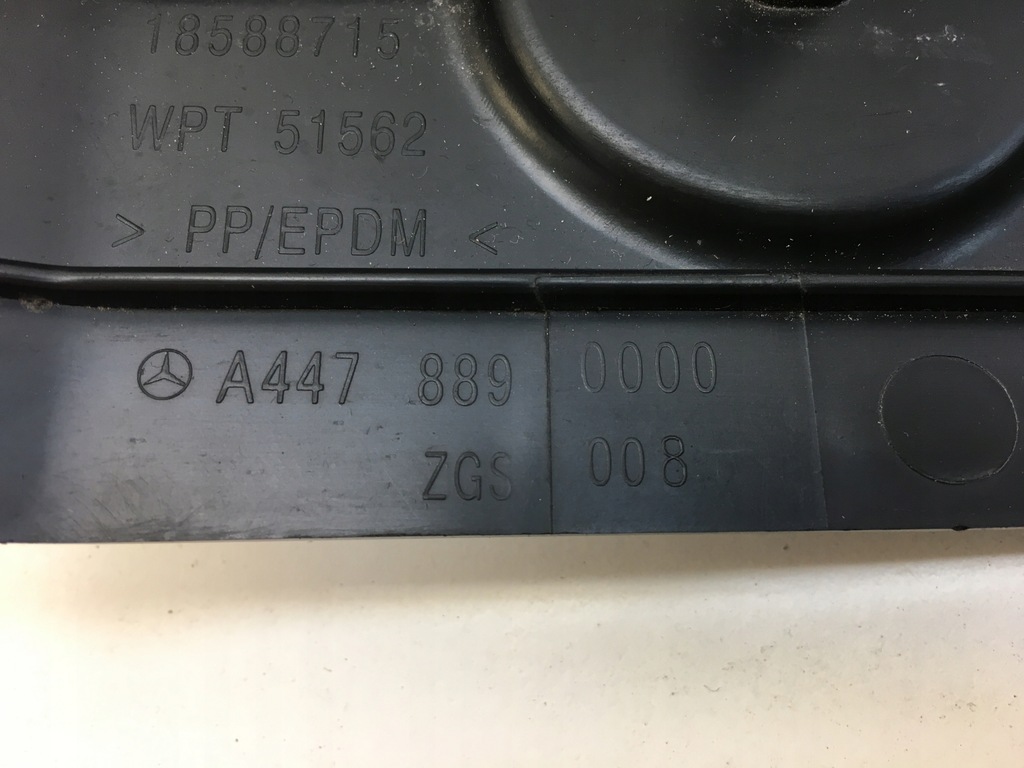 18588715
WPT 51562
> PP/EPDM <
A447 889 0000
ZGS 008